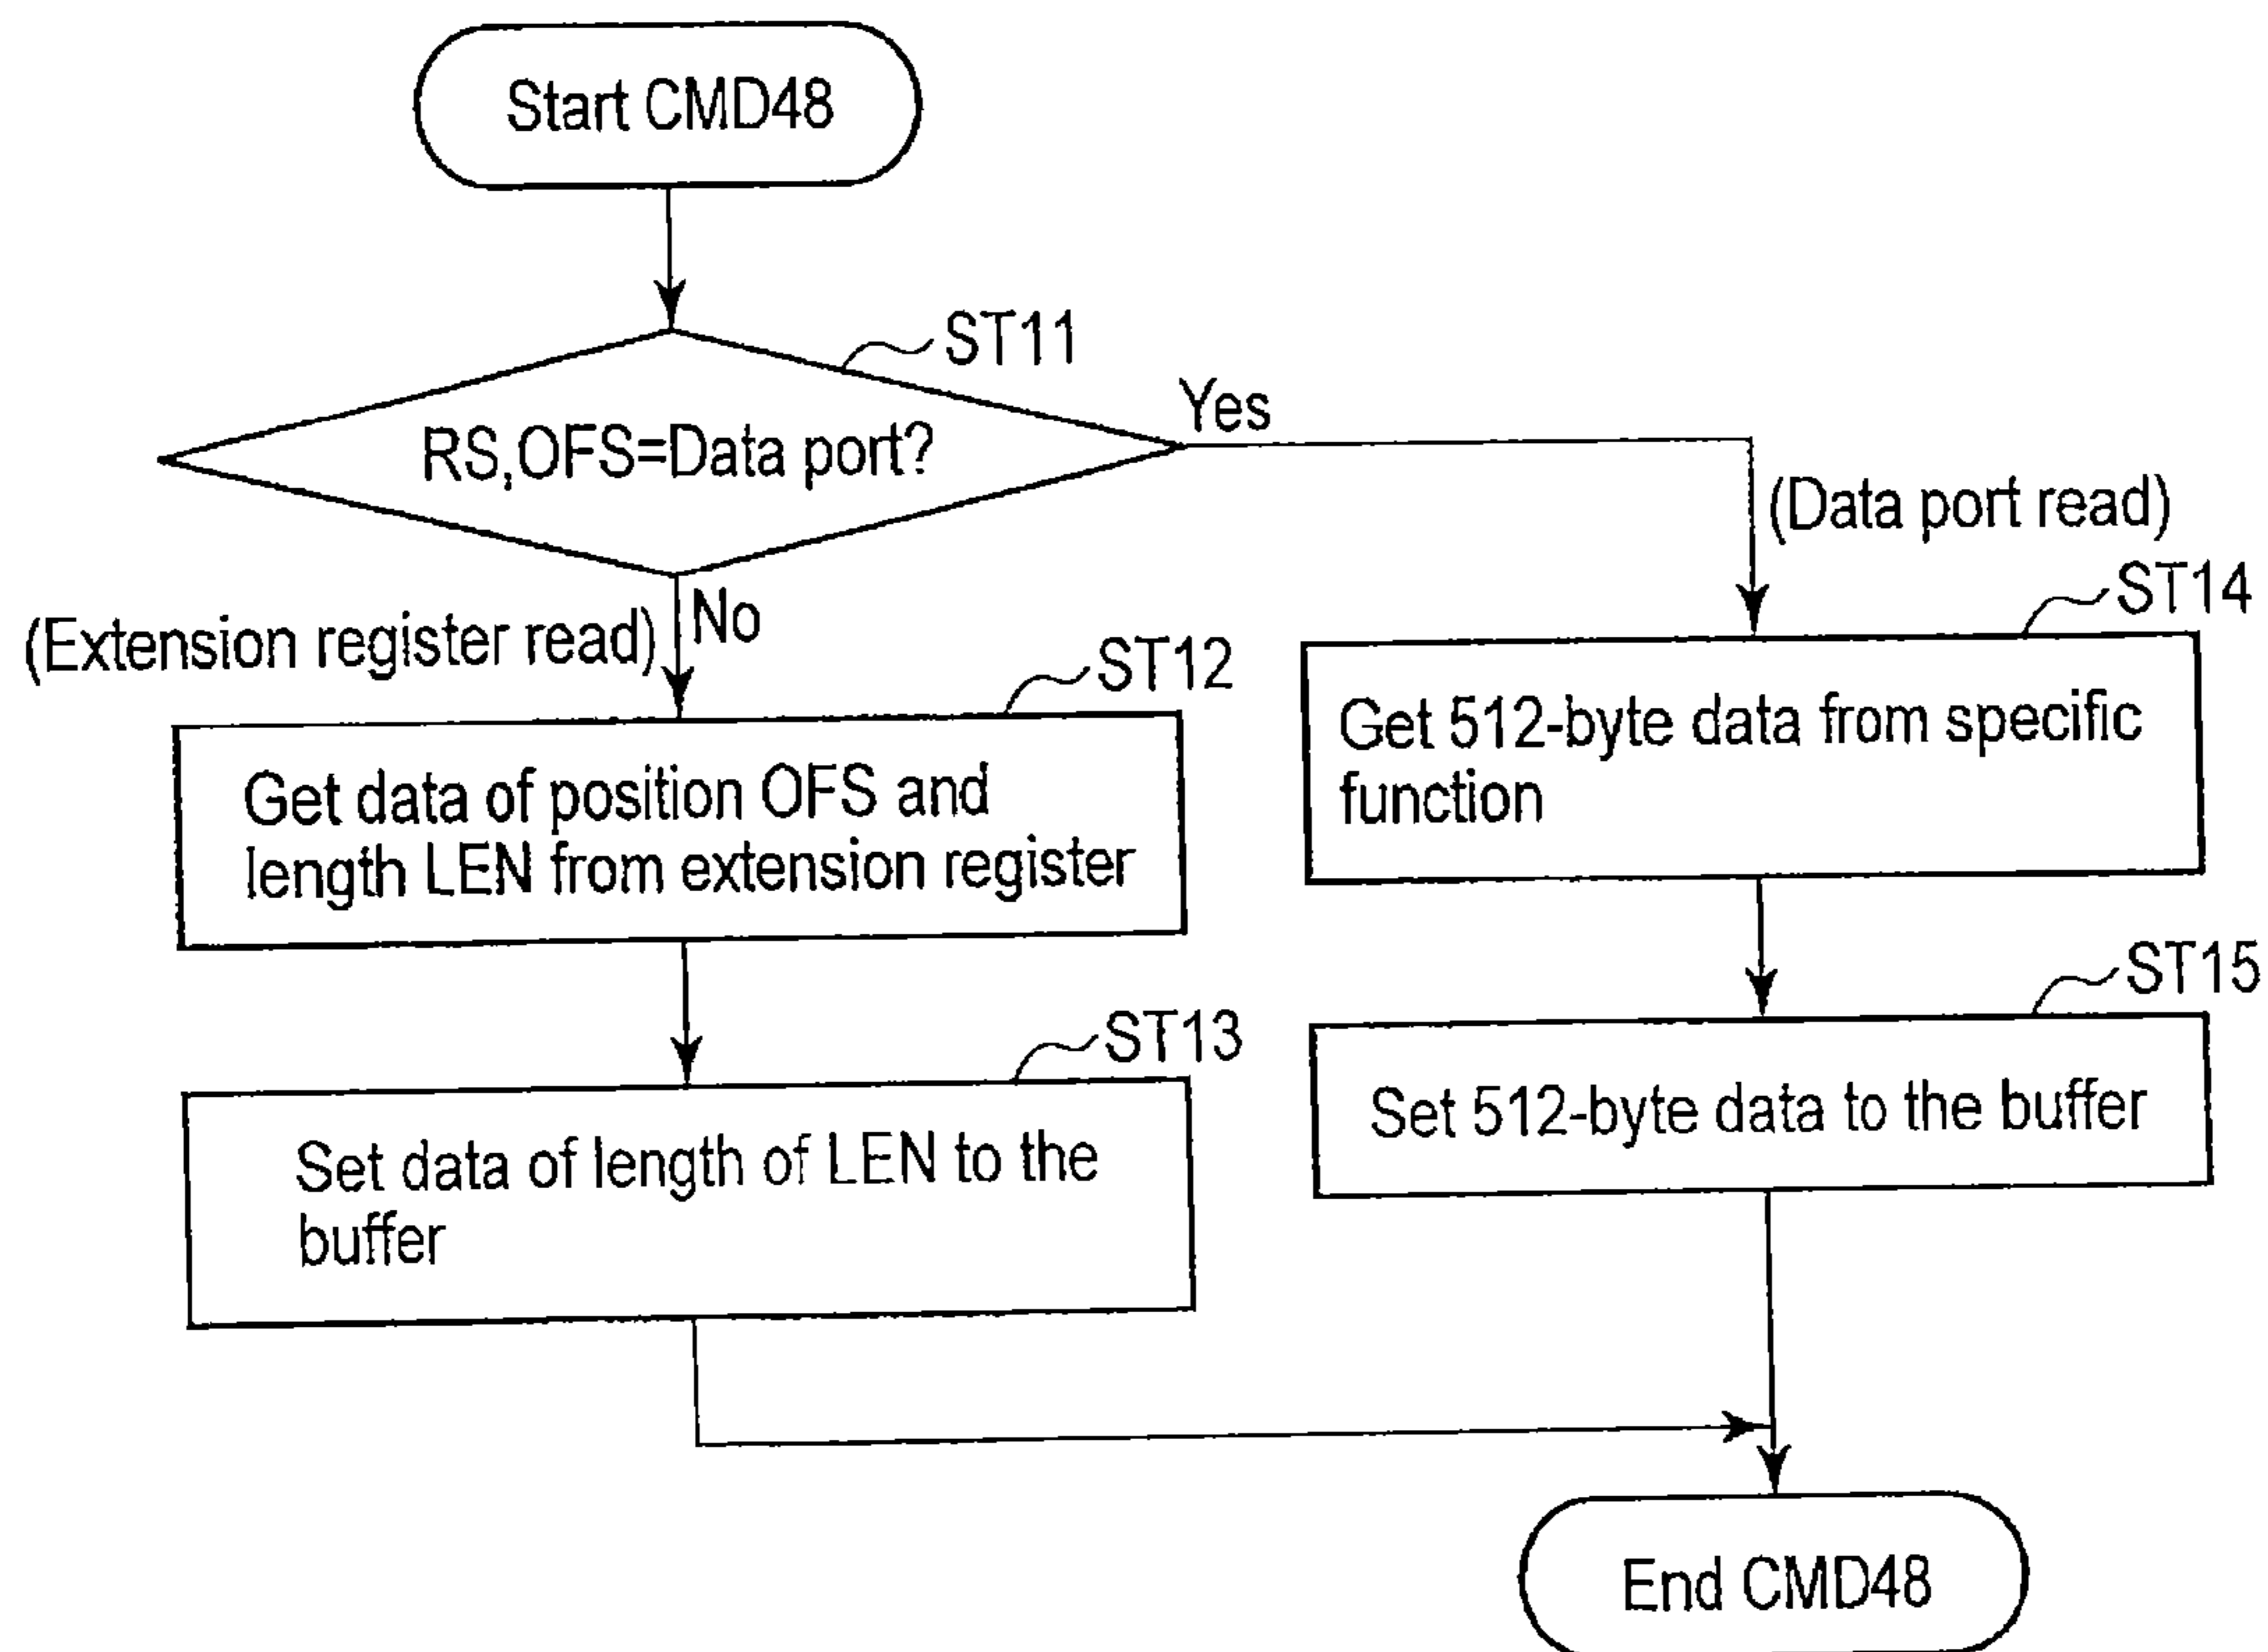 Start CMD48
ST11
RS,OFS=Data port?
Yes
(Data port read)
No
(Extension register read)
ST12
Get data of position OFS and
length LEN from extension register
ST13
Set data of length of LEN to the
buffer
ST14
Get 512-byte data from specific
function
ST15
Set 512-byte data to the buffer
End CMD48